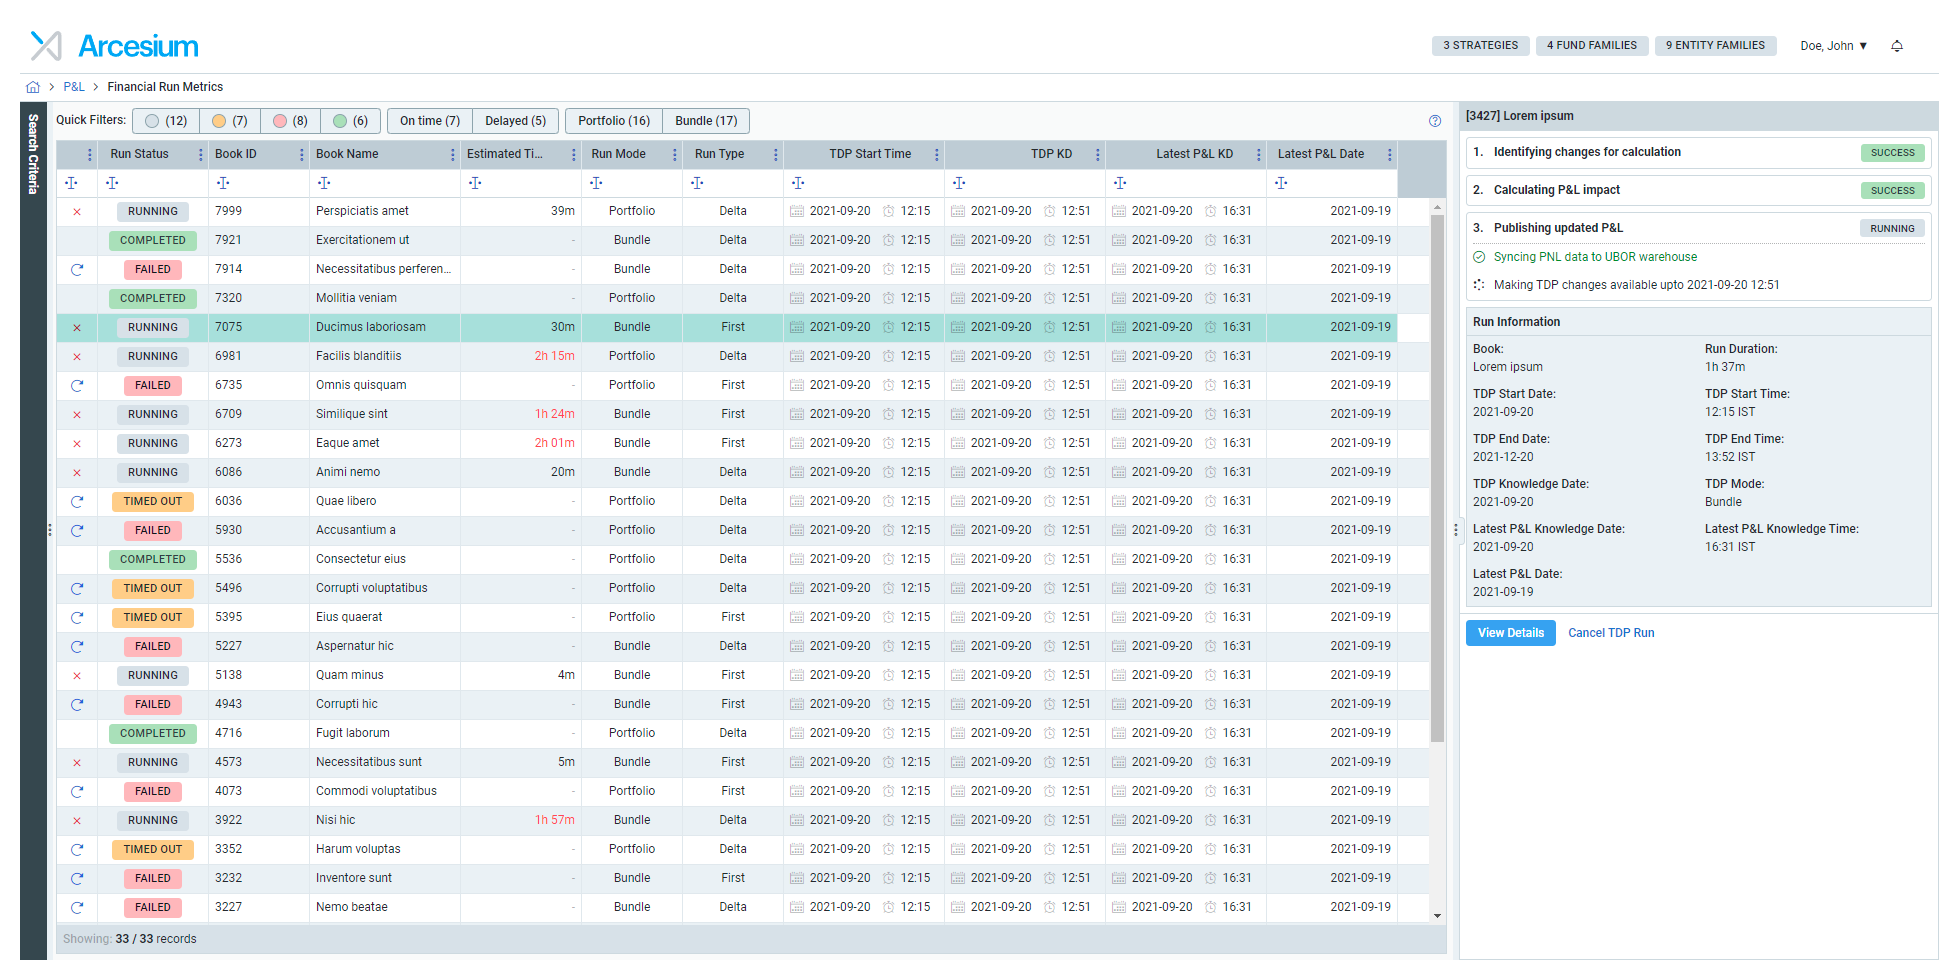 Arcesium
3 STRATEGIES 4 FUND FAMILIES 9 ENTITY FAMILIES Doe, John ▼
P&L > Financial Run Metrics
Search Criteria
Quick Filters: (12) (7) (8) (6) On time (7) Delayed (5) Portfolio (16) Bundle (17)
Run Status Book ID Book Name Estimated Ti... Run Mode Run Type TDP Start Time TDP KD Latest P&L KD Latest P&L Date
RUNNING 7999 Perspiciatis amet 39m Portfolio Delta 2021-09-20 12:15 2021-09-20 12:51 2021-09-20 16:31 2021-09-19
COMPLETED 7921 Exercitationem ut - Bundle Delta 2021-09-20 12:15 2021-09-20 12:51 2021-09-20 16:31 2021-09-19
FAILED 7914 Necessitatibus perferen... - Bundle Delta 2021-09-20 12:15 2021-09-20 12:51 2021-09-20 16:31 2021-09-19
COMPLETED 7320 Mollitia veniam - Portfolio Delta 2021-09-20 12:15 2021-09-20 12:51 2021-09-20 16:31 2021-09-19
RUNNING 7075 Ducimus laboriosam 30m Bundle First 2021-09-20 12:15 2021-09-20 12:51 2021-09-20 16:31 2021-09-19
RUNNING 6981 Facilis blanditiis 2h 15m Portfolio Delta 2021-09-20 12:15 2021-09-20 12:51 2021-09-20 16:31 2021-09-19
FAILED 6735 Omnis quisquam - Portfolio First 2021-09-20 12:15 2021-09-20 12:51 2021-09-20 16:31 2021-09-19
RUNNING 6709 Similique sint 1h 24m Bundle First 2021-09-20 12:15 2021-09-20 12:51 2021-09-20 16:31 2021-09-19
RUNNING 6273 Eaque amet 2h 01m Bundle First 2021-09-20 12:15 2021-09-20 12:51 2021-09-20 16:31 2021-09-19
RUNNING 6086 Animi nemo 20m Bundle Delta 2021-09-20 12:15 2021-09-20 12:51 2021-09-20 16:31 2021-09-19
TIMED OUT 6036 Quae libero - Portfolio Delta 2021-09-20 12:15 2021-09-20 12:51 2021-09-20 16:31 2021-09-19
FAILED 5930 Accusantium a - Portfolio Delta 2021-09-20 12:15 2021-09-20 12:51 2021-09-20 16:31 2021-09-19
COMPLETED 5536 Consectetur eius - Portfolio Delta 2021-09-20 12:15 2021-09-20 12:51 2021-09-20 16:31 2021-09-19
TIMED OUT 5496 Corrupti voluptatibus - Portfolio Delta 2021-09-20 12:15 2021-09-20 12:51 2021-09-20 16:31 2021-09-19
TIMED OUT 5395 Eius quaerat - Portfolio First 2021-09-20 12:15 2021-09-20 12:51 2021-09-20 16:31 2021-09-19
FAILED 5227 Aspernatur hic - Bundle Delta 2021-09-20 12:15 2021-09-20 12:51 2021-09-20 16:31 2021-09-19
RUNNING 5138 Quam minus 4m Bundle First 2021-09-20 12:15 2021-09-20 12:51 2021-09-20 16:31 2021-09-19
FAILED 4943 Corrupti hic - Bundle First 2021-09-20 12:15 2021-09-20 12:51 2021-09-20 16:31 2021-09-19
COMPLETED 4716 Fugit laborum - Portfolio Delta 2021-09-20 12:15 2021-09-20 12:51 2021-09-20 16:31 2021-09-19
RUNNING 4573 Necessitatibus sunt 5m Bundle First 2021-09-20 12:15 2021-09-20 12:51 2021-09-20 16:31 2021-09-19
FAILED 4073 Commodi voluptatibus - Portfolio First 2021-09-20 12:15 2021-09-20 12:51 2021-09-20 16:31 2021-09-19
RUNNING 3922 Nisi hic 1h 57m Bundle Delta 2021-09-20 12:15 2021-09-20 12:51 2021-09-20 16:31 2021-09-19
TIMED OUT 3352 Harum voluptas - Portfolio Delta 2021-09-20 12:15 2021-09-20 12:51 2021-09-20 16:31 2021-09-19
FAILED 3232 Inventore sunt - Bundle First 2021-09-20 12:15 2021-09-20 12:51 2021-09-20 16:31 2021-09-19
FAILED 3227 Nemo beatae - Bundle Delta 2021-09-20 12:15 2021-09-20 12:51 2021-09-20 16:31 2021-09-19
Showing: 33 / 33 records
[3427] Lorem ipsum
1. Identifying changes for calculation SUCCESS
2. Calculating P&L impact SUCCESS
3. Publishing updated P&L RUNNING
Syncing PNL data to UBOR warehouse
Making TDP changes available upto 2021-09-20 12:51
Run Information
Book: Run Duration:
Lorem ipsum 1h 37m
TDP Start Date: TDP Start Time:
2021-09-20 12:15 IST
TDP End Date: TDP End Time:
2021-12-20 13:52 IST
TDP Knowledge Date: TDP Mode:
2021-09-20 Bundle
Latest P&L Knowledge Date: Latest P&L Knowledge Time:
2021-09-20 16:31 IST
Latest P&L Date:
2021-09-19
View Details Cancel TDP Run